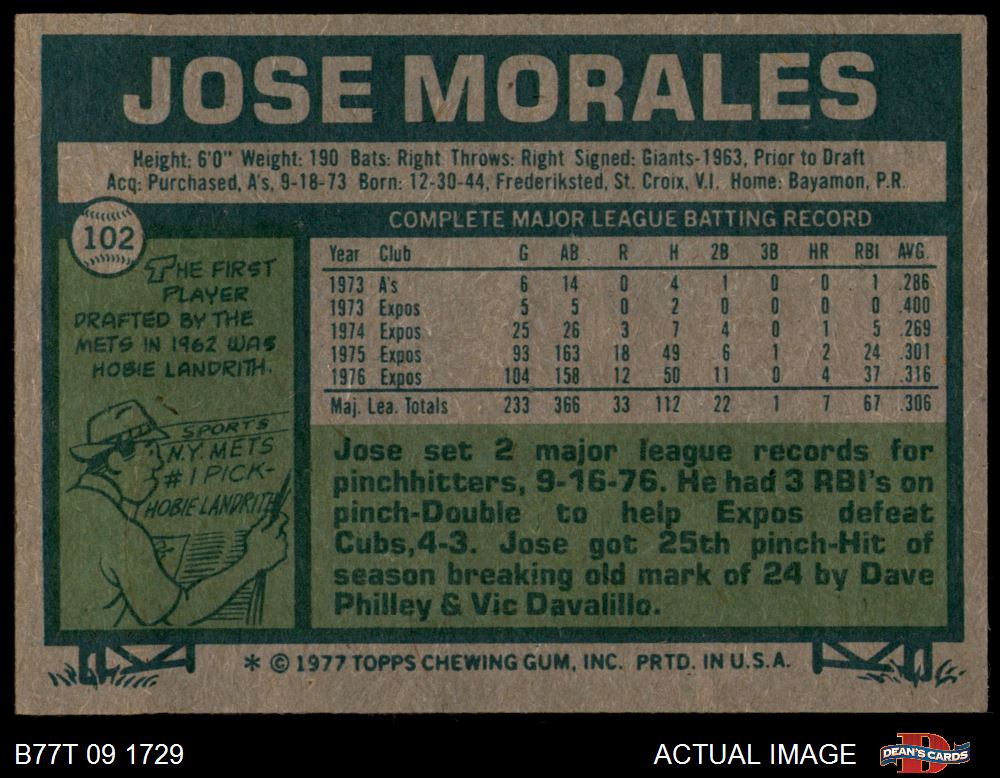 JOSE MORALES
Height: 6'0" Weight: 190 Bats: Right Throws: Right Signed: Giants-1963, Prior to Draft
Acq: Purchased, A's, 9-18-73 Born: 12-30-44, Frederiksted, St. Croix, V.I. Home: Bayamon, P.R.
102
THE FIRST
PLAYER
DRAFTED BY THE
METS IN 1962 WAS
HOBIE LANDRITH.
SPORTS
N.Y. METS
#1 PICK-
HOBIE LANDRITH
COMPLETE MAJOR LEAGUE BATTING RECORD
Year Club G AB R H 2B 3B HR RBI AVG.
1973 A's 6 14 0 4 1 0 0 1 .286
1973 Expos 5 5 0 2 0 0 0 0 .400
1974 Expos 25 26 3 7 4 0 1 5 .269
1975 Expos 93 163 18 49 6 1 2 24 .301
1976 Expos 104 158 12 50 11 0 4 37 .316
Maj. Lea. Totals 233 366 33 112 22 1 7 67 .306
Jose set 2 major league records for
pinchhitters, 9-16-76. He had 3 RBI's on
pinch-Double to help Expos defeat
Cubs,4-3. Jose got 25th pinch-Hit of
season breaking old mark of 24 by Dave
Philley & Vic Davalillo.
* © 1977 TOPPS CHEWING GUM, INC. PRTD. IN U.S.A.
B77T 09 1729
ACTUAL IMAGE
D
DEAN'S CARDS